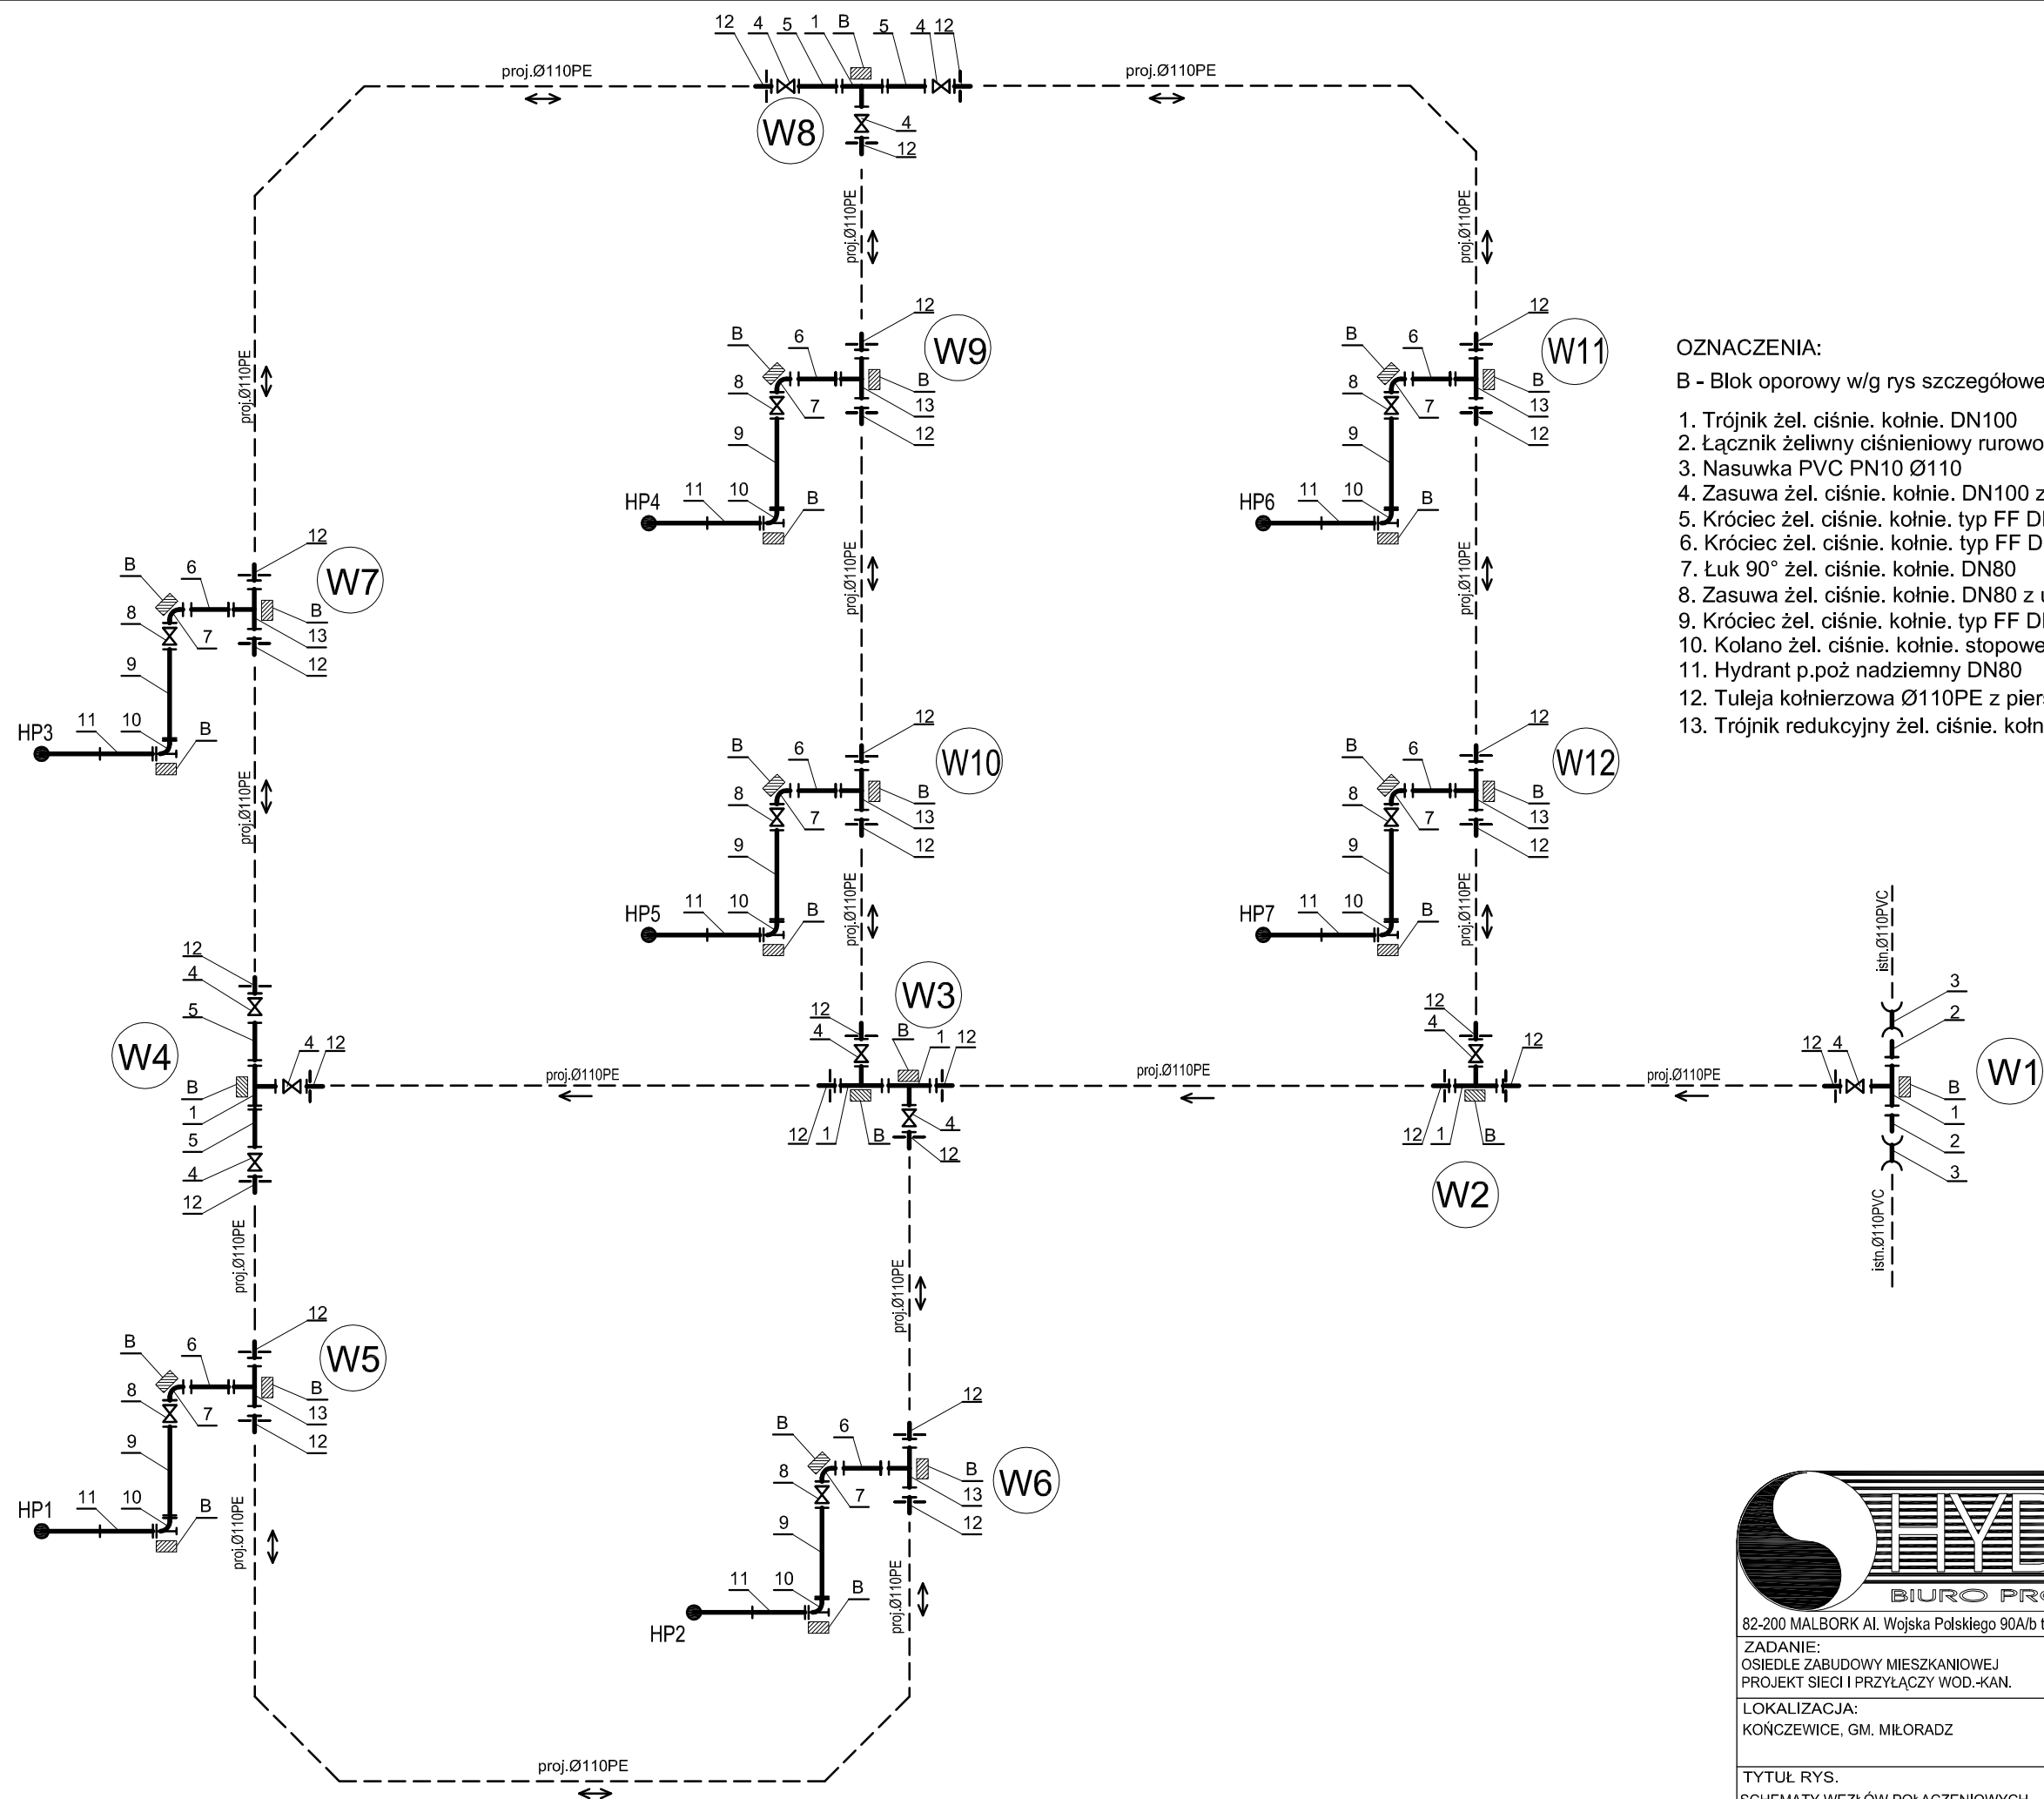 12 4 5 1 B 5 4 12
proj.Ø110PE
proj.Ø110PE
W8
4
12
proj.Ø110PE
proj.Ø110PE
proj.Ø110PE
12
W9
B
6
8
7
B
13
12
9
HP4
11
10
B
12
W11
B
6
8
7
B
13
12
9
HP6
11
10
B
OZNACZENIA:
B - Blok oporowy w/g rys
1. Trójnik żel. ciśnie. kołnie. DN100
2. Łącznik żeliwny ciśnieniowy
3. Nasuwka PVC PN10 Ø110
4. Zasuwa żel. ciśnie. kołnie. DN100 z
5. Króciec żel. ciśnie. kołnie. typ FF
6. Króciec żel. ciśnie. kołnie. typ FF
7. Łuk 90° żel. ciśnie. kołnie. DN80
8. Zasuwa żel. ciśnie. kołnie. DN80 z
9. Króciec żel. ciśnie. kołnie. typ FF
10. Kolano żel. ciśnie. kołnie. stopowe
11. Hydrant p.poż nadziemny DN80
12. Tuleja kołnierzowa Ø110PE z
13. Trójnik redukcyjny żel. ciśnie.
proj.Ø110PE
proj.Ø110PE
12
W7
B
6
8
7
B
13
12
9
HP3
11
10
B
proj.Ø110PE
12
W10
B
6
8
7
B
13
12
9
HP5
11
10
B
12
W12
B
6
8
7
B
13
12
9
HP7
11
10
B
proj.Ø110PE
proj.Ø110PE
12
4
5
W4
4 12
B
1
5
4
12
proj.Ø110PE
W3
12
4
B
1 12
12 1 B
4
12
proj.Ø110PE
12
4
12
12 1 B
W2
proj.Ø110PE
istn.Ø110PVC
3
2
12 4
W1
B
1
2
3
istn.Ø110PVC
proj.Ø110PE
proj.Ø110PE
12
W5
B
6
8
7
B
13
12
9
HP1
11
10
B
proj.Ø110PE
12
W6
B
6
8
7
B
13
12
9
HP2
11
10
B
proj.Ø110PE
proj.Ø110PE
BIURO
82-200 MALBORK Al. Wojska Polskiego 90A/b
ZADANIE:
OSIEDLE ZABUDOWY MIESZKANIOWEJ
PROJEKT SIECI I PRZYŁĄCZY WOD.-KAN.
LOKALIZACJA:
KOŃCZEWICE, GM. MIŁORADZ
TYTUŁ RYS.
SCHEMATY WĘZŁÓW POŁĄCZENIOWYCH